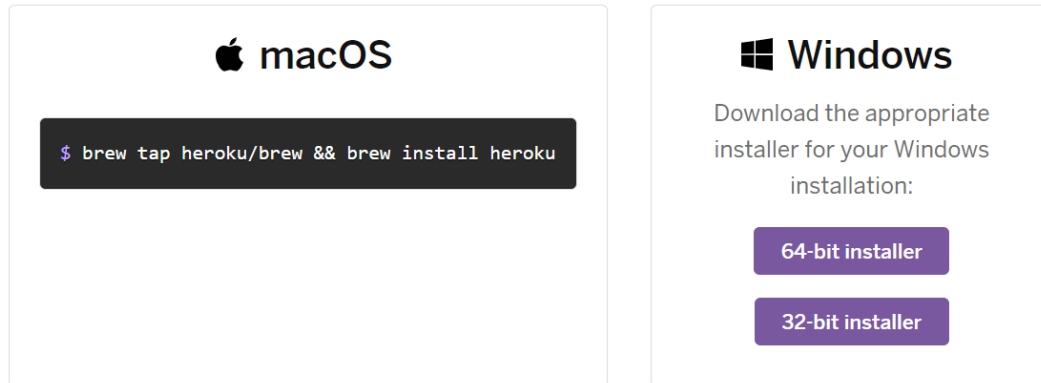 macOS
$ brew tap heroku/brew && brew install heroku
Windows
Download the appropriate
installer for your Windows
installation:
64-bit installer
32-bit installer